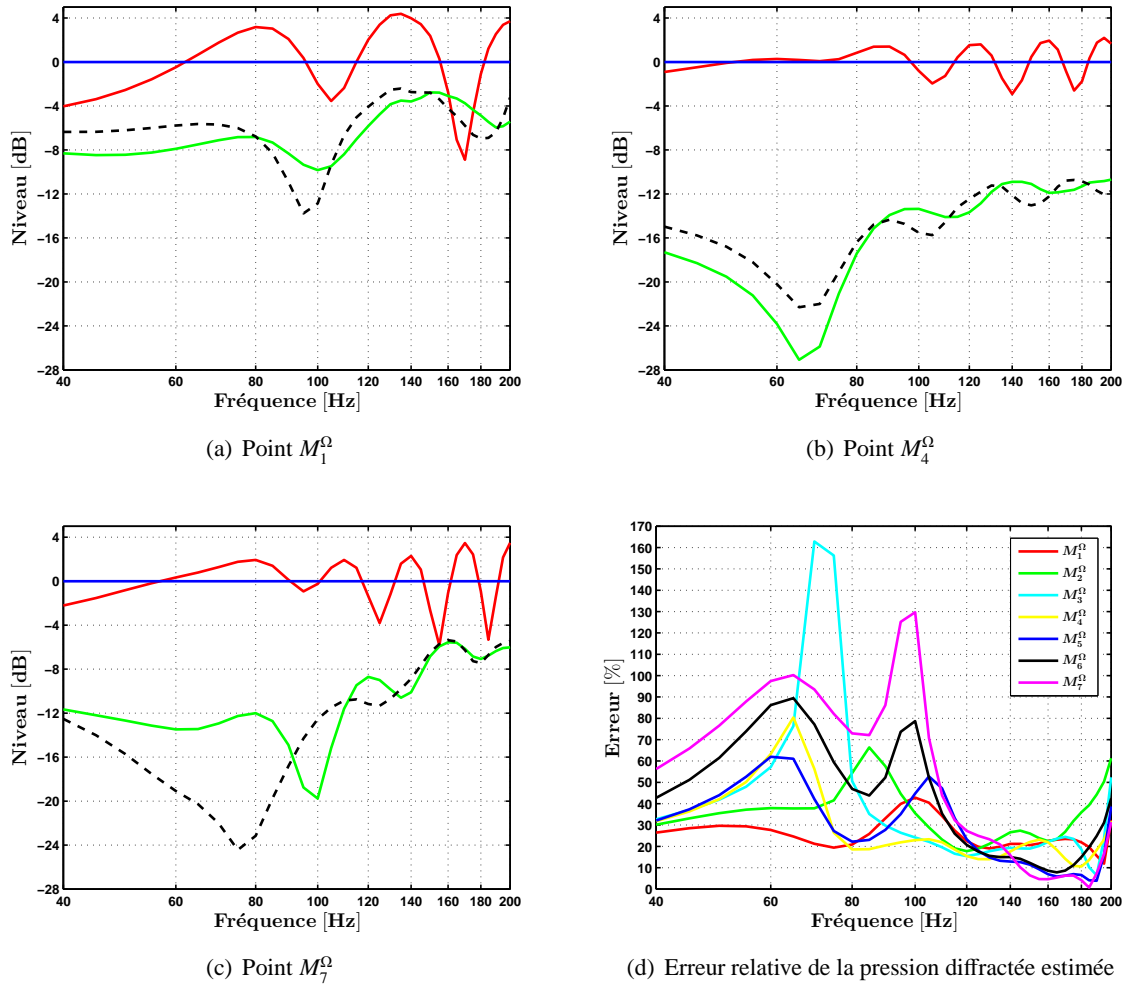 4
0
−4
−8
−12
−16
−20
−24
−28
40 60 80 100 120 140 160 180 200
Niveau [dB]
Fréquence [Hz]
(a) Point M₁^Ω
4
0
−4
−8
−12
−16
−20
−24
−28
40 60 80 100 120 140 160 180 200
Niveau [dB]
Fréquence [Hz]
(b) Point M₄^Ω
4
0
−4
−8
−12
−16
−20
−24
−28
40 60 80 100 120 140 160 180 200
Niveau [dB]
Fréquence [Hz]
(c) Point M₇^Ω
170
160
150
140
130
120
110
100
90
80
70
60
50
40
30
20
10
0
40 60 80 100 120 140 160 180 200
Erreur [%]
Fréquence [Hz]
M₁^Ω
M₂^Ω
M₃^Ω
M₄^Ω
M₅^Ω
M₆^Ω
M₇^Ω
(d) Erreur relative de la pression diffractée estimée